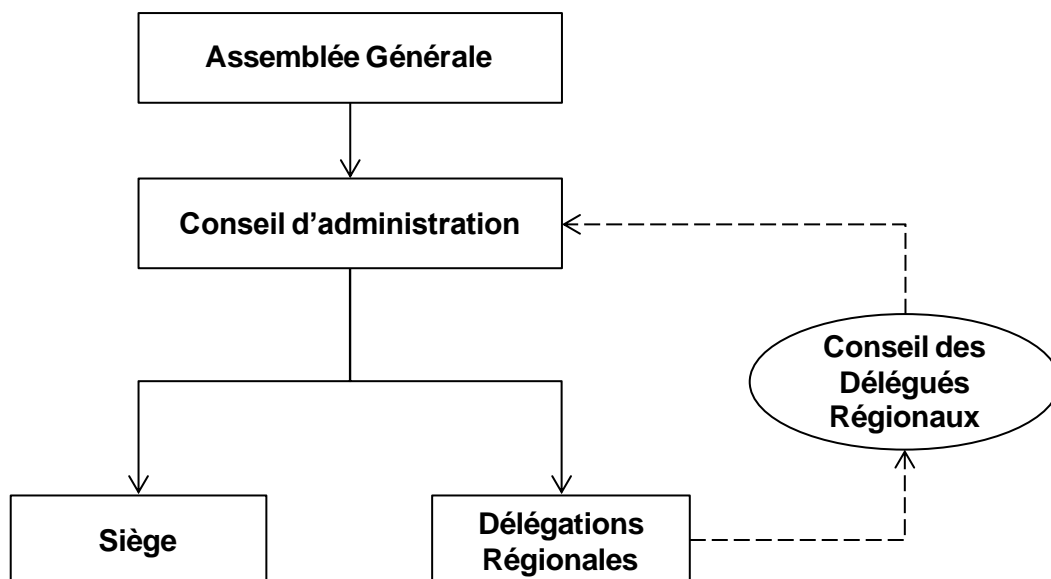 Assemblée Générale
Conseil d’administration
Conseil des
Délégués
Régionaux
Siège
Délégations
Régionales